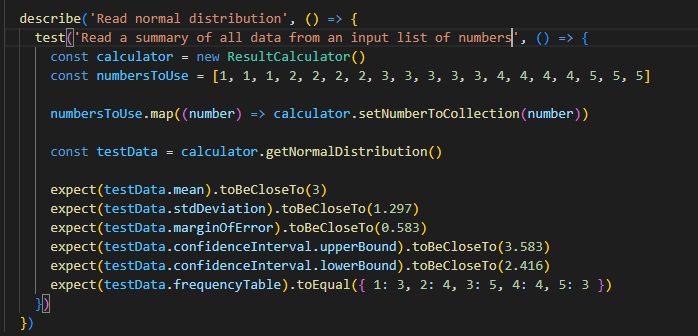 describe('Read normal distribution', () => {
test('Read a summary of all data from an input list of numbers', () => {
const calculator = new ResultCalculator()
const numbersToUse = [1, 1, 1, 2, 2, 2, 2, 3, 3, 3, 3, 3, 4, 4, 4, 4, 5, 5, 5]
numbersToUse.map((number) => calculator.setNumberToCollection(number))
const testData = calculator.getNormalDistribution()
expect(testData.mean).toBeCloseTo(3)
expect(testData.stdDeviation).toBeCloseTo(1.297)
expect(testData.marginOfError).toBeCloseTo(0.583)
expect(testData.confidenceInterval.upperBound).toBeCloseTo(3.583)
expect(testData.confidenceInterval.lowerBound).toBeCloseTo(2.416)
expect(testData.frequencyTable).toEqual({ 1: 3, 2: 4, 3: 5, 4: 4, 5: 3 })
})
})